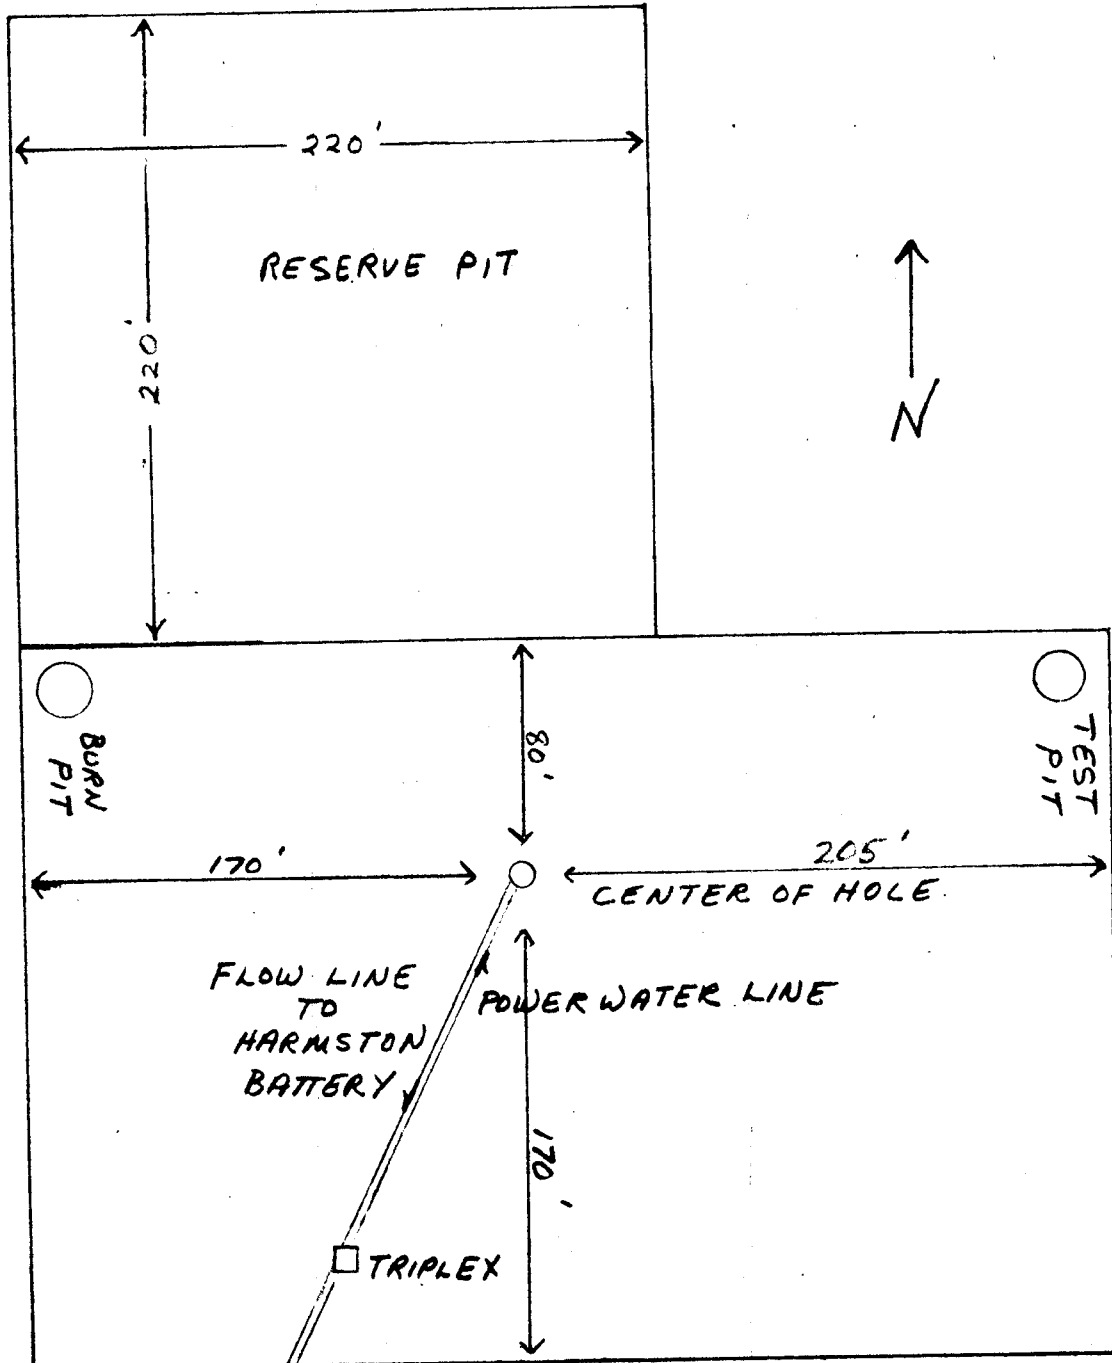 220'
RESERVE PIT
220'
N
BURN
PIT
80'
TEST
PIT
170'
205'
CENTER OF HOLE
FLOW LINE
TO
HARMSTON
BATTERY
POWER WATER LINE
170'
TRIPLEX